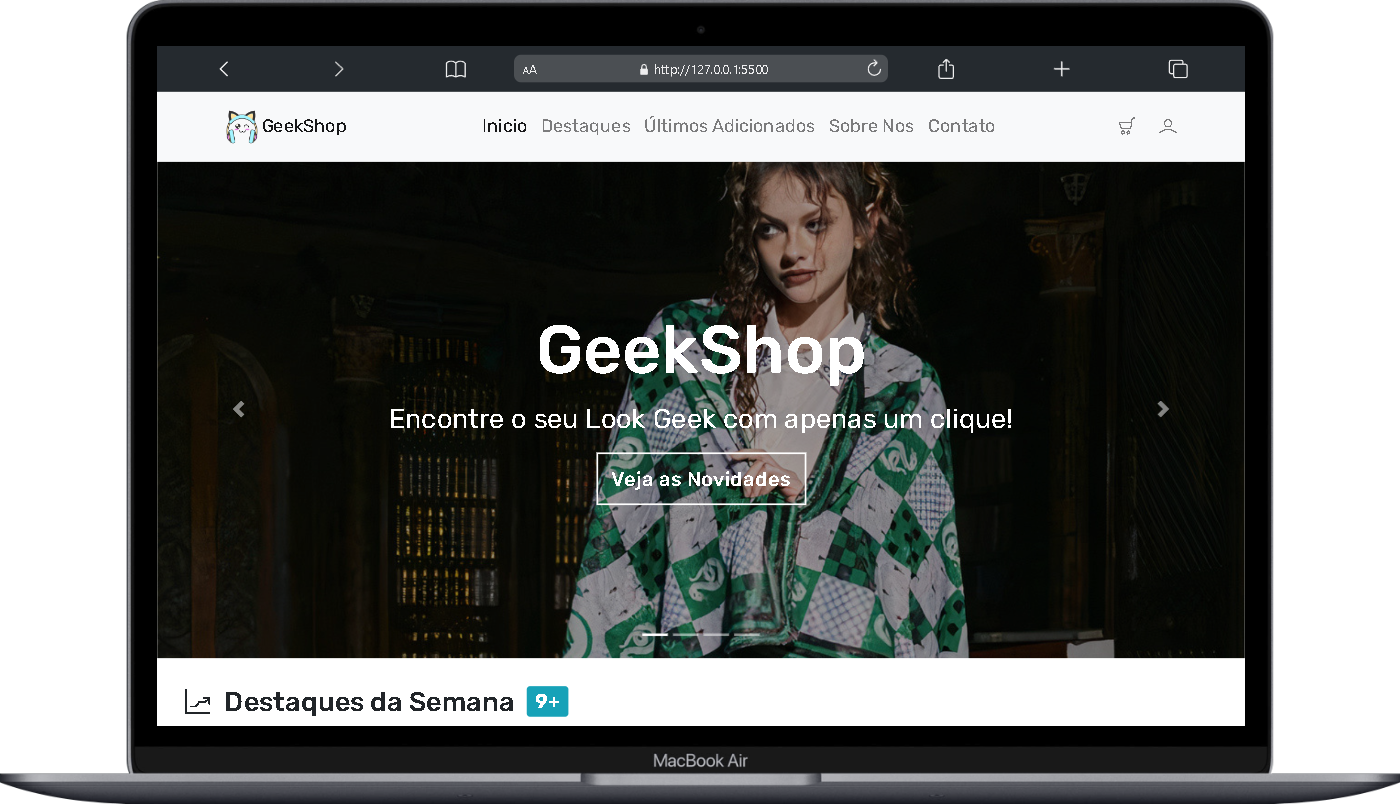 AA http://127.0.0.1:5500
GeekShop Inicio Destaques Últimos Adicionados Sobre Nos Contato
GeekShop
Encontre o seu Look Geek com apenas um clique!
Veja as Novidades
Destaques da Semana 9+
MacBook Air